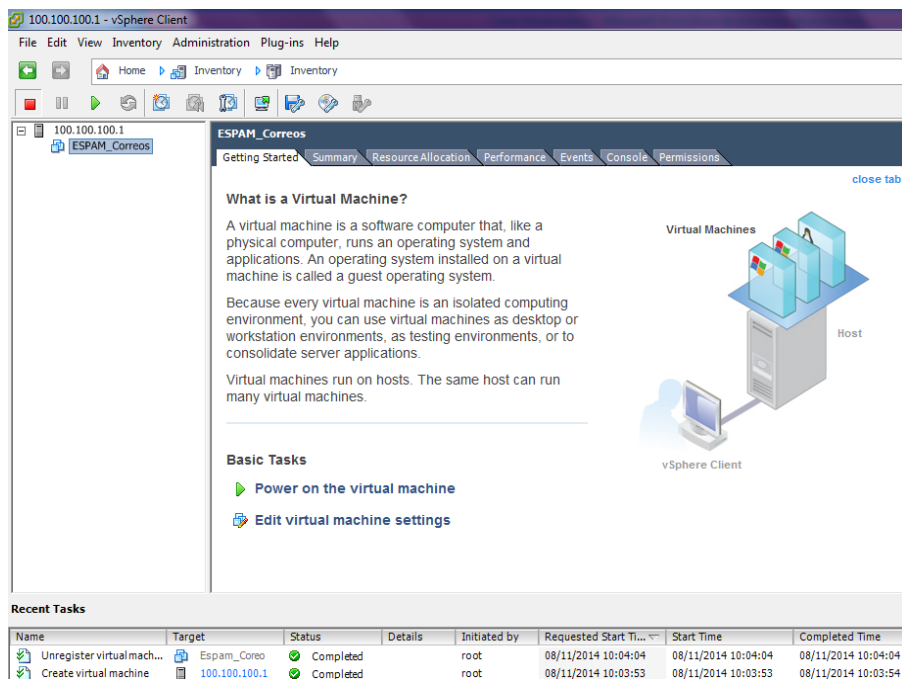 100.100.100.1 - vSphere Client
File Edit View Inventory Administration Plug-ins Help
Home Inventory Inventory
100.100.100.1
ESPAM_Correos
ESPAM_Correos
Getting Started Summary Resource Allocation Performance Events Console Permissions
close tab
What is a Virtual Machine?
A virtual machine is a software computer that, like a
physical computer, runs an operating system and
applications. An operating system installed on a virtual
machine is called a guest operating system.
Because every virtual machine is an isolated computing
environment, you can use virtual machines as desktop or
workstation environments, as testing environments, or to
consolidate server applications.
Virtual machines run on hosts. The same host can run
many virtual machines.
Virtual Machines
Host
vSphere Client
Basic Tasks
Power on the virtual machine
Edit virtual machine settings
Recent Tasks
Name Target Status Details Initiated by Requested Start Ti... Start Time Completed Time
Unregister virtual mach... Espam_Coreo Completed root 08/11/2014 10:04:04 08/11/2014 10:04:04 08/11/2014 10:04:04
Create virtual machine 100.100.100.1 Completed root 08/11/2014 10:03:53 08/11/2014 10:03:53 08/11/2014 10:03:54